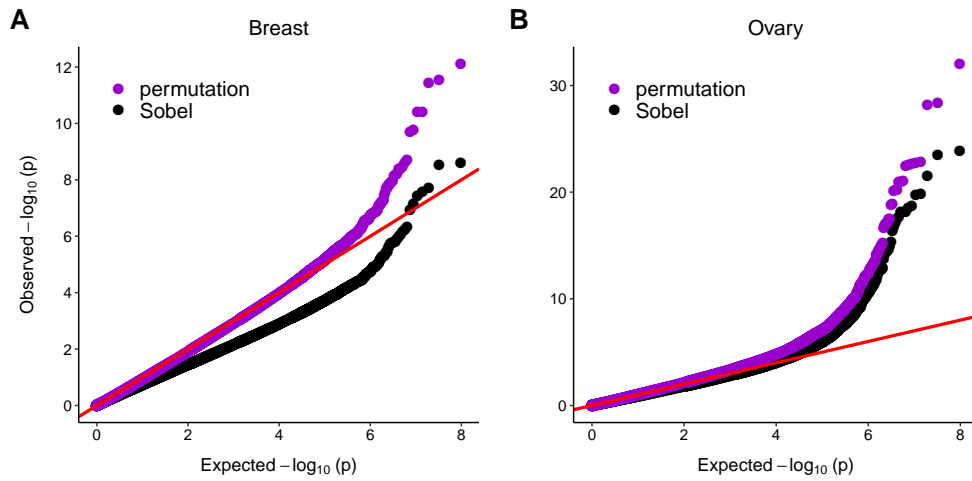 A
Breast
12
10
8
6
4
2
0
Observed −log10 (p)
permutation
Sobel
0 2 4 6 8
Expected −log10 (p)
B
Ovary
30
20
10
0
permutation
Sobel
0 2 4 6 8
Expected −log10 (p)